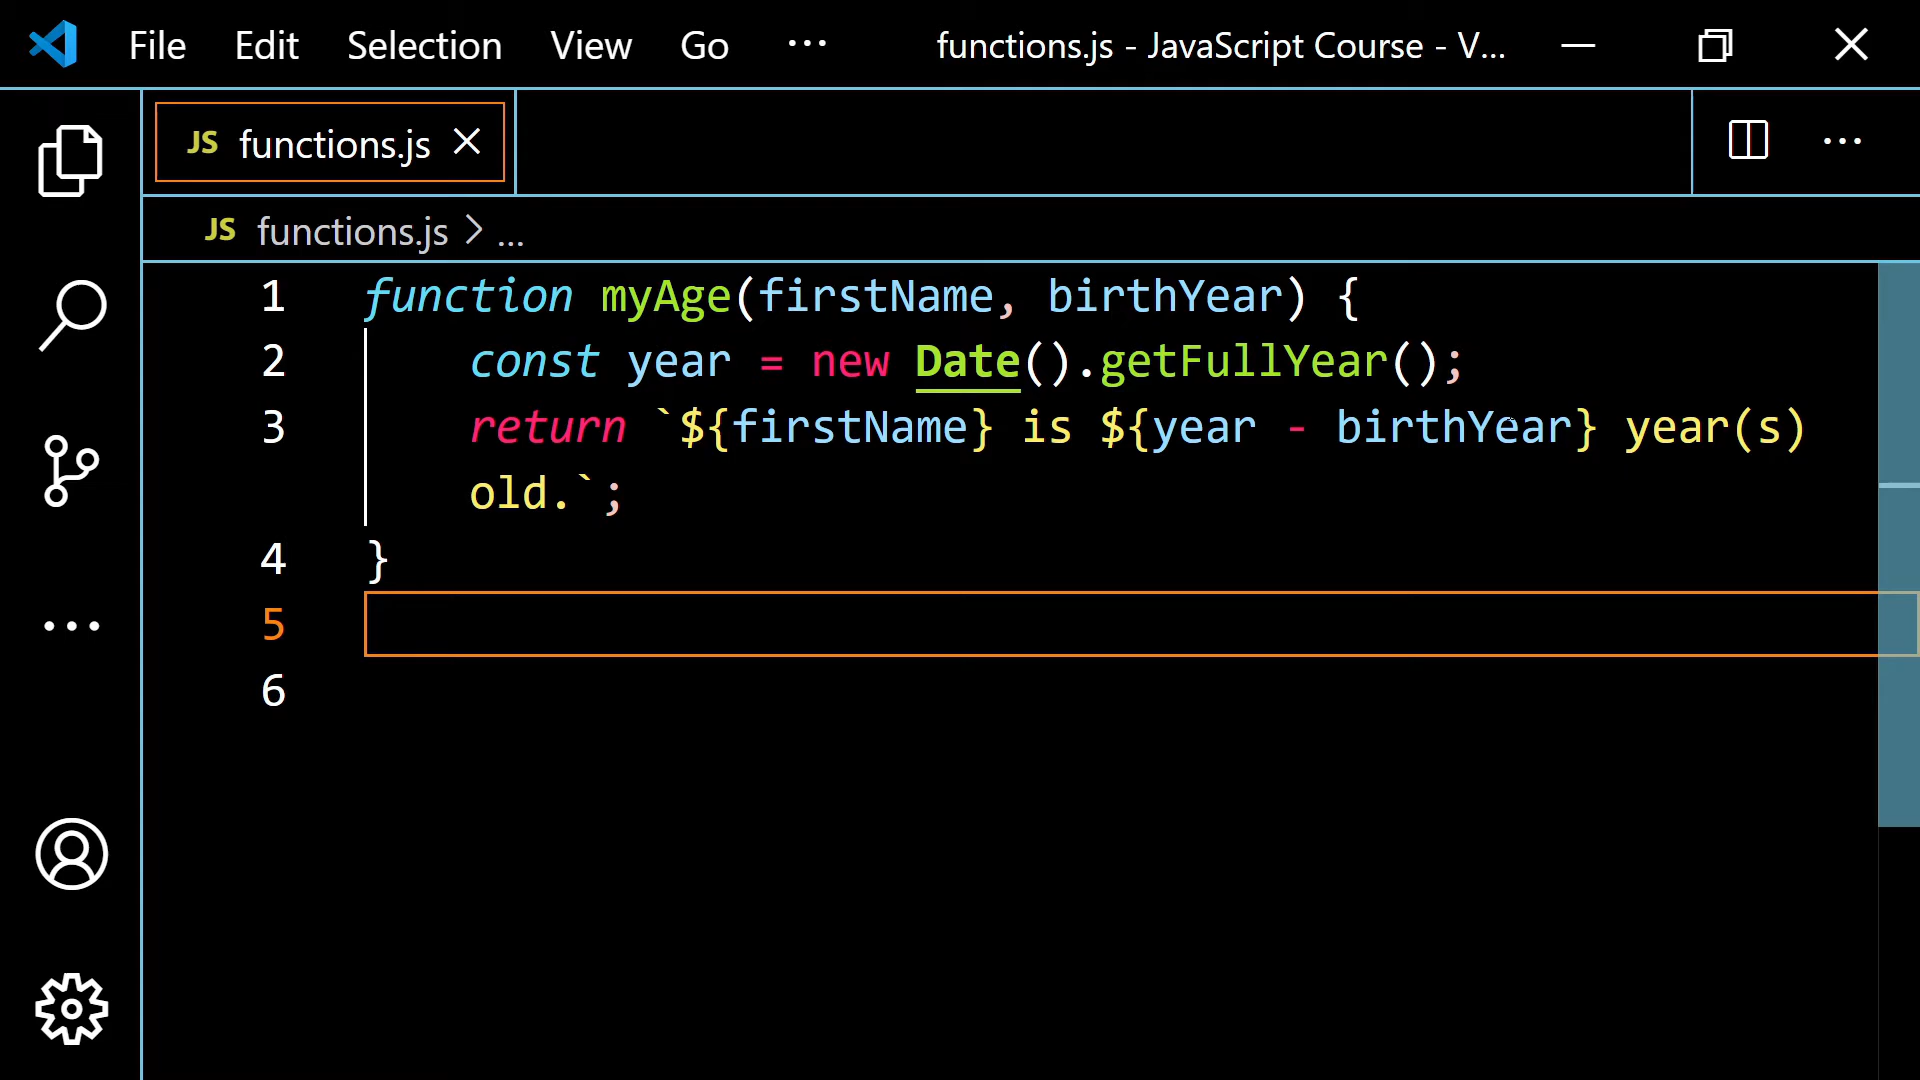 File Edit Selection View Go ··· functions.js - JavaScript Course - V...
JS functions.js
JS functions.js > ...
1 function myAge(firstName, birthYear) {
2 const year = new Date().getFullYear();
3 return `${firstName} is ${year - birthYear} year(s)
old.`;
4 }
5
6